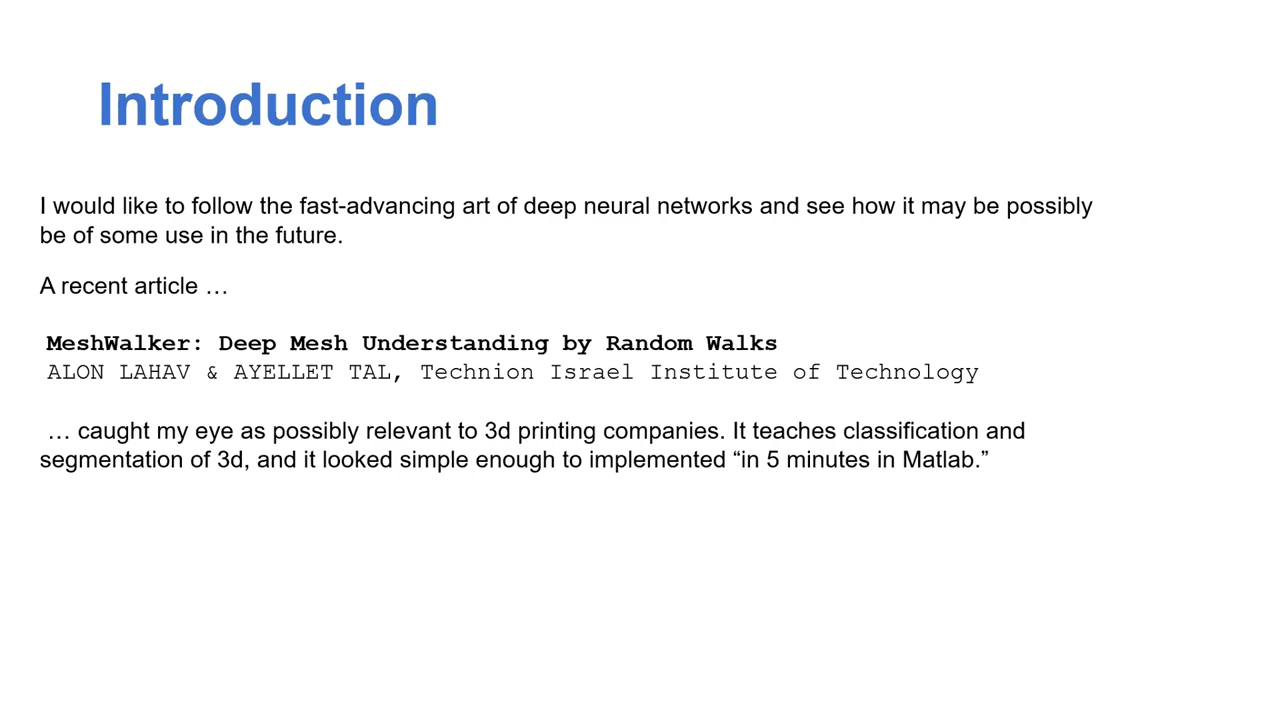 Introduction
I would like to follow the fast-advancing art of deep neural networks and see how it may be possibly
be of some use in the future.
A recent article …
MeshWalker: Deep Mesh Understanding by Random Walks
ALON LAHAV & AYELLET TAL, Technion Israel Institute of Technology
… caught my eye as possibly relevant to 3d printing companies. It teaches classification and
segmentation of 3d, and it looked simple enough to implemented “in 5 minutes in Matlab.”